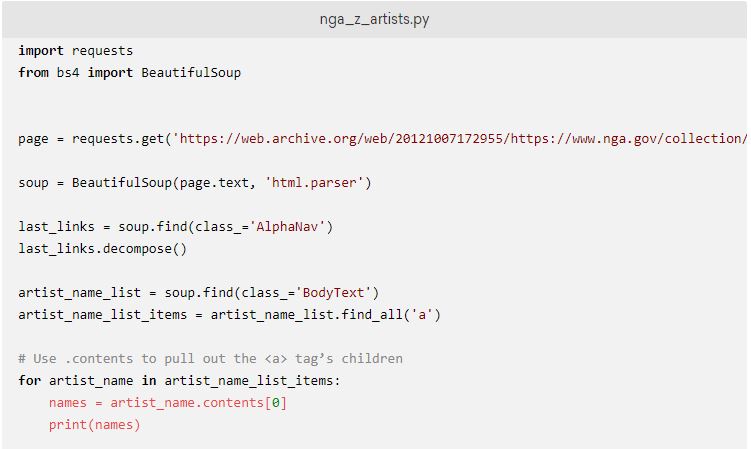 nga_z_artists.py
import requests
from bs4 import BeautifulSoup
page = requests.get('https://web.archive.org/web/20121007172955/https://www.nga.gov/collection/
soup = BeautifulSoup(page.text, 'html.parser')
last_links = soup.find(class_='AlphaNav')
last_links.decompose()
artist_name_list = soup.find(class_='BodyText')
artist_name_list_items = artist_name_list.find_all('a')
# Use .contents to pull out the <a> tag’s children
for artist_name in artist_name_list_items:
    names = artist_name.contents[0]
    print(names)